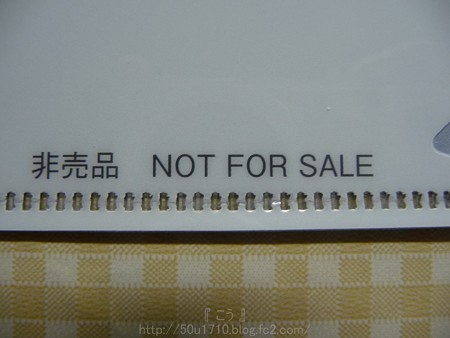 非売品 NOT FOR SALE
『 こう 』
http://50u1710.blog.fc2.com/